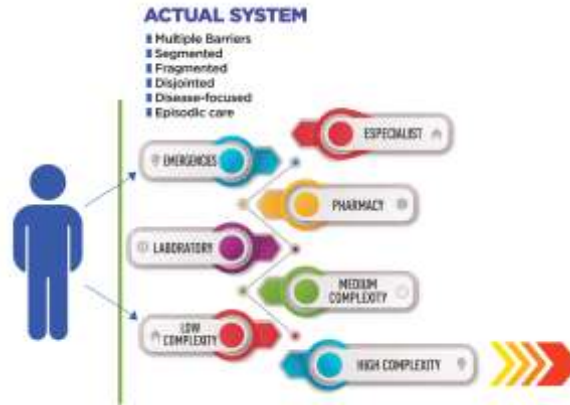 ACTUAL SYSTEM
Multiple Barriers
Segmented
Fragmented
Disjointed
Disease-focused
Episodic care
ESPECIALIST
EMERGENCES
PHARMACY
LABORATORY
MEDIUM
COMPLEXITY
LOW
COMPLEXITY
HIGH COMPLEXITY